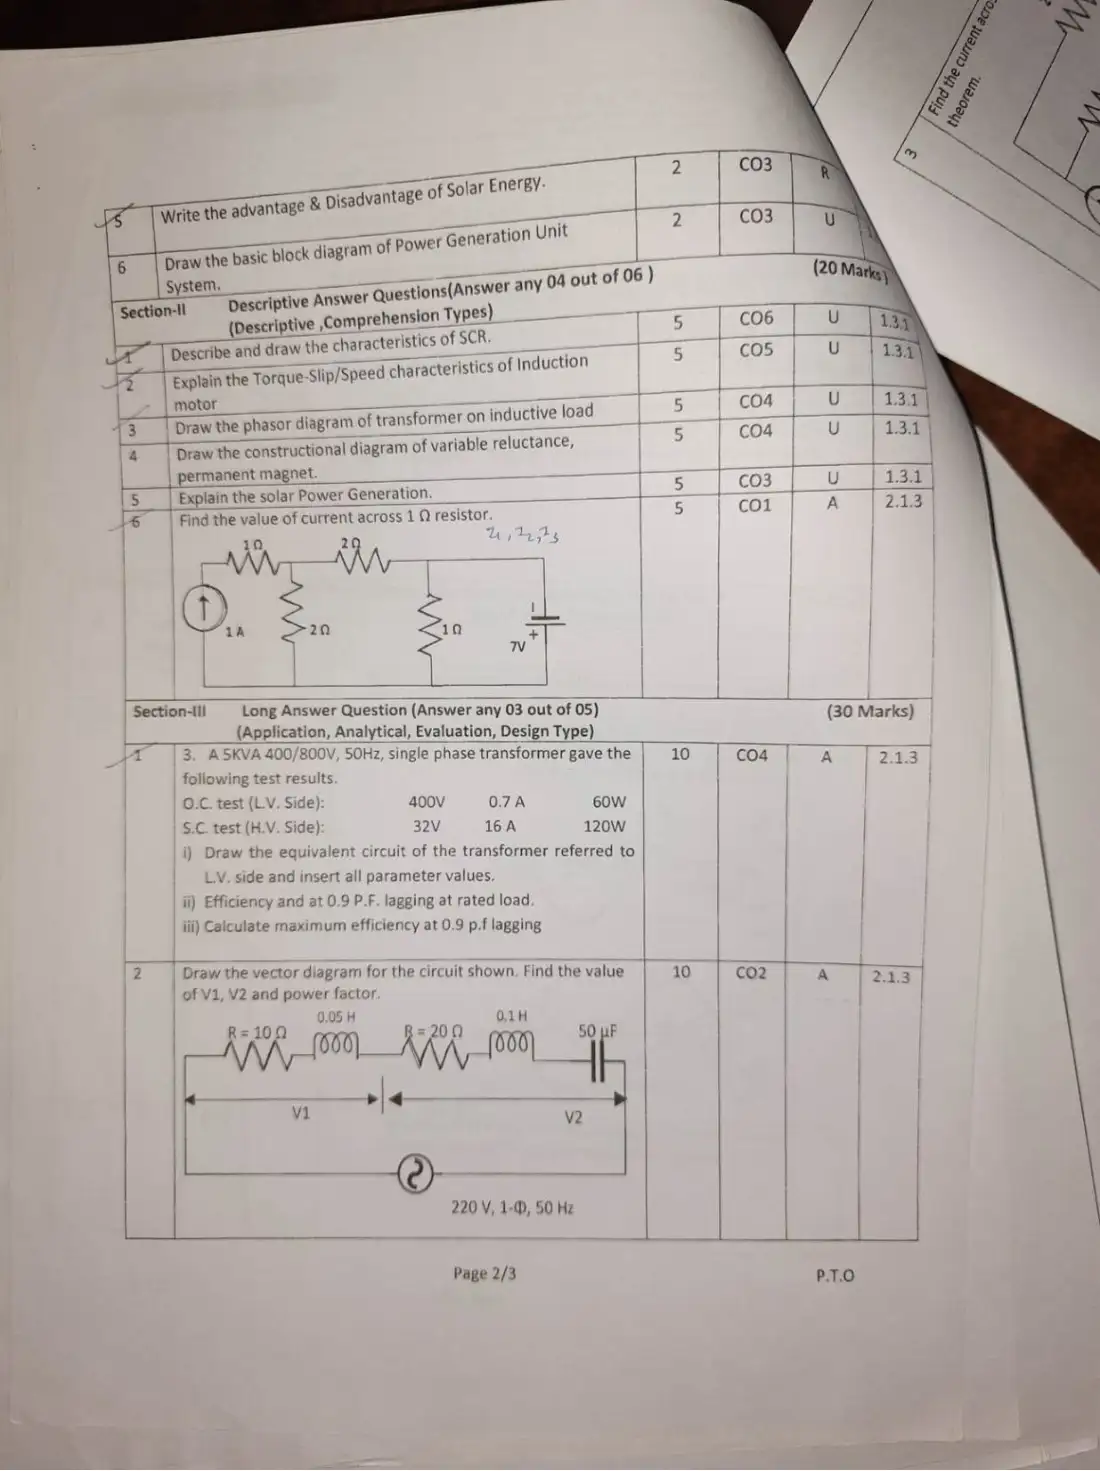 3 Find the current acro
theorem.
5 Write the advantage & Disadvantage of Solar Energy. 2 CO3 R
6 Draw the basic block diagram of Power Generation Unit 2 CO3 U
System.
Section-II Descriptive Answer Questions(Answer any 04 out of 06 ) (20 Marks)
(Descriptive ,Comprehension Types)
1 Describe and draw the characteristics of SCR. 5 CO6 U 1.3.1
2 Explain the Torque-Slip/Speed characteristics of Induction 5 CO5 U 1.3.1
motor
3 Draw the phasor diagram of transformer on inductive load 5 CO4 U 1.3.1
4 Draw the constructional diagram of variable reluctance, 5 CO4 U 1.3.1
permanent magnet.
5 Explain the solar Power Generation. 5 CO3 U 1.3.1
6 Find the value of current across 1 Ω resistor. 5 CO1 A 2.1.3
1 Ω 2 Ω
1 A 2 Ω 1 Ω
7V
-
+
Section-III Long Answer Question (Answer any 03 out of 05) (30 Marks)
(Application, Analytical, Evaluation, Design Type)
1 3. A 5KVA 400/800V, 50Hz, single phase transformer gave the 10 CO4 A 2.1.3
following test results.
O.C. test (L.V. Side): 400V 0.7 A 60W
S.C. test (H.V. Side): 32V 16 A 120W
i) Draw the equivalent circuit of the transformer referred to
L.V. side and insert all parameter values.
ii) Efficiency and at 0.9 P.F. lagging at rated load.
iii) Calculate maximum efficiency at 0.9 p.f lagging
2 Draw the vector diagram for the circuit shown. Find the value 10 CO2 A 2.1.3
of V1, V2 and power factor.
0.05 H 0.1 H
R = 10 Ω R = 20 Ω 50 μF
V1 V2
220 V, 1-Φ, 50 Hz
Page 2/3 P.T.O